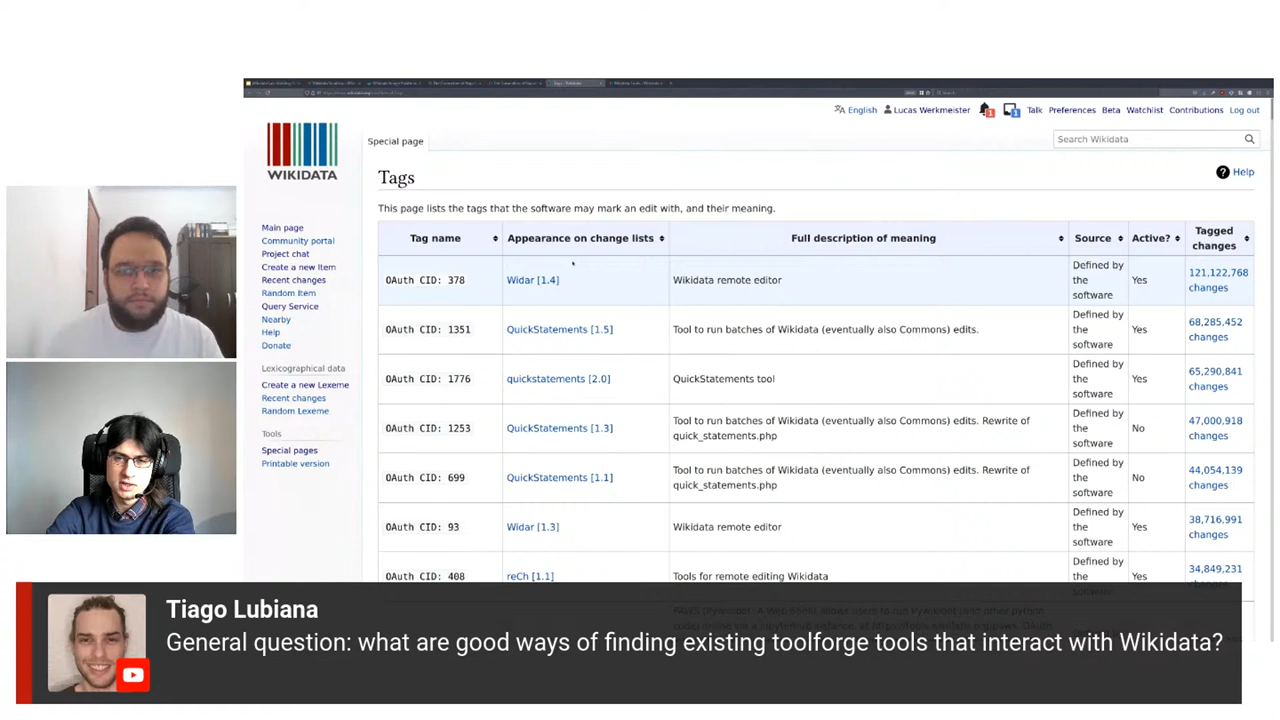 English
Lucas Werkmeister
1
1
Talk
Preferences
Beta
Watchlist
Contributions
Log out
WIKIDATA
Special page
Search Wikidata
Tags
Help
This page lists the tags that the software may mark an edit with, and their meaning.
Main page
Community portal
Project chat
Create a new Item
Recent changes
Random Item
Query Service
Nearby
Help
Donate
Lexicographical data
Create a new Lexeme
Recent changes
Random Lexeme
Tools
Special pages
Printable version
Tag name
Appearance on change lists
Full description of meaning
Source
Active?
Tagged
changes
OAuth CID: 378
Widar [1.4]
Wikidata remote editor
Defined by
the
software
Yes
121,122,768
changes
OAuth CID: 1351
QuickStatements [1.5]
Tool to run batches of Wikidata (eventually also Commons) edits.
Defined by
the
software
Yes
68,285,452
changes
OAuth CID: 1776
quickstatements [2.0]
QuickStatements tool
Defined by
the
software
Yes
65,290,841
changes
OAuth CID: 1253
QuickStatements [1.3]
Tool to run batches of Wikidata (eventually also Commons) edits. Rewrite of
quick_statements.php
Defined by
the
software
No
47,000,918
changes
OAuth CID: 699
QuickStatements [1.1]
Tool to run batches of Wikidata (eventually also Commons) edits. Rewrite of
quick_statements.php
Defined by
the
software
No
44,054,139
changes
OAuth CID: 93
Widar [1.3]
Wikidata remote editor
Defined by
the
software
Yes
38,716,991
changes
OAuth CID: 408
reCh [1.1]
Tools for remote editing Wikidata
Defined by
the
Yes
34,849,231
Tiago Lubiana
General question: what are good ways of finding existing toolforge tools that interact with Wikidata?